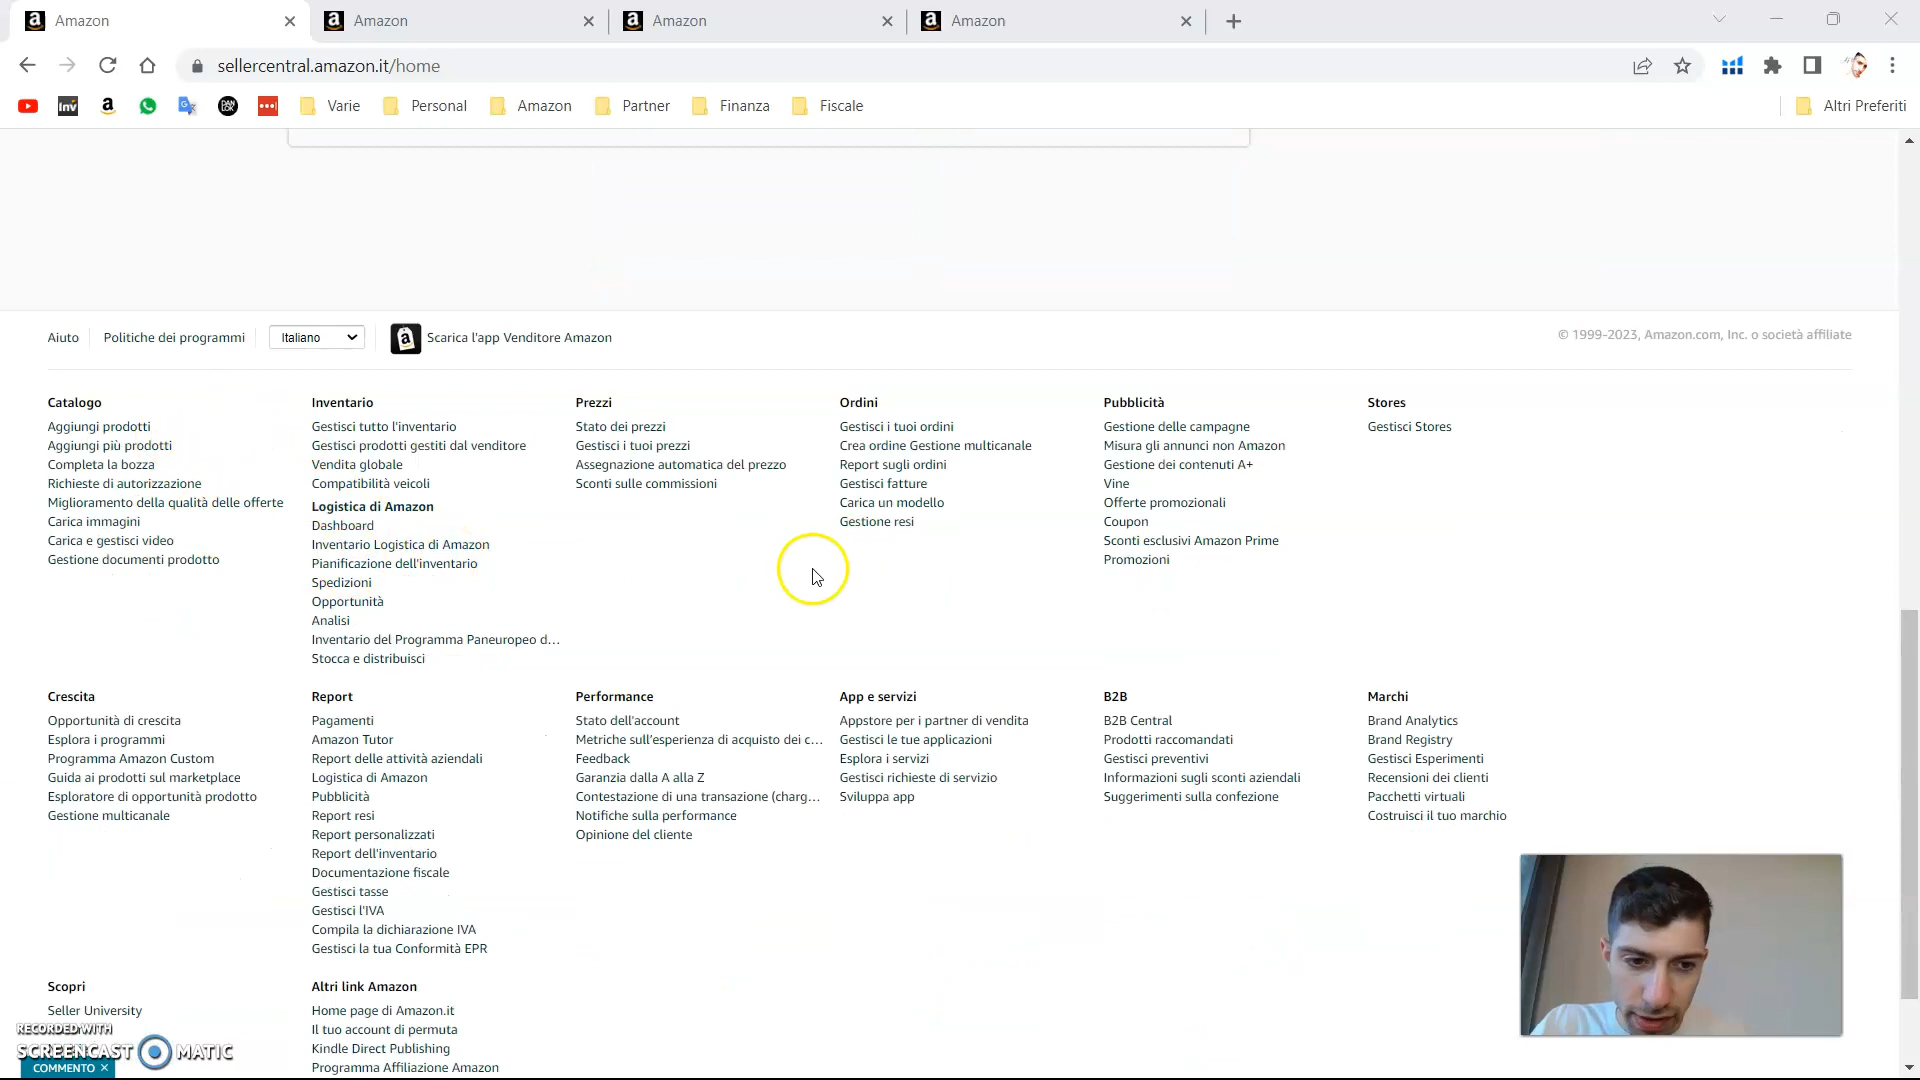 Amazon
Amazon
Amazon
Amazon
sellercentral.amazon.it/home
Inv
DAN LOK
Varie
Personal
Amazon
Partner
Finanza
Fiscale
Altri Preferiti
Aiuto
Politiche dei programmi
Italiano
Scarica l'app Venditore Amazon
© 1999-2023, Amazon.com, Inc. o società affiliate
Catalogo
Aggiungi prodotti
Aggiungi più prodotti
Completa la bozza
Richieste di autorizzazione
Miglioramento della qualità delle offerte
Carica immagini
Carica e gestisci video
Gestione documenti prodotto
Inventario
Gestisci tutto l'inventario
Gestisci prodotti gestiti dal venditore
Vendita globale
Compatibilità veicoli
Logistica di Amazon
Dashboard
Inventario Logistica di Amazon
Pianificazione dell'inventario
Spedizioni
Opportunità
Analisi
Inventario del Programma Paneuropeo d...
Stocca e distribuisci
Prezzi
Stato dei prezzi
Gestisci i tuoi prezzi
Assegnazione automatica del prezzo
Sconti sulle commissioni
Ordini
Gestisci i tuoi ordini
Crea ordine Gestione multicanale
Report sugli ordini
Gestisci fatture
Carica un modello
Gestione resi
Pubblicità
Gestione delle campagne
Misura gli annunci non Amazon
Gestione dei contenuti A+
Vine
Offerte promozionali
Coupon
Sconti esclusivi Amazon Prime
Promozioni
Stores
Gestisci Stores
Crescita
Opportunità di crescita
Esplora i programmi
Programma Amazon Custom
Guida ai prodotti sul marketplace
Esploratore di opportunità prodotto
Gestione multicanale
Report
Pagamenti
Amazon Tutor
Report delle attività aziendali
Logistica di Amazon
Pubblicità
Report resi
Report personalizzati
Report dell'inventario
Documentazione fiscale
Gestisci tasse
Gestisci l'IVA
Compila la dichiarazione IVA
Gestisci la tua Conformità EPR
Performance
Stato dell'account
Metriche sull'esperienza di acquisto dei c...
Feedback
Garanzia dalla A alla Z
Contestazione di una transazione (charg...
Notifiche sulla performance
Opinione del cliente
App e servizi
Appstore per i partner di vendita
Gestisci le tue applicazioni
Esplora i servizi
Gestisci richieste di servizio
Sviluppa app
B2B
B2B Central
Prodotti raccomandati
Gestisci preventivi
Informazioni sugli sconti aziendali
Suggerimenti sulla confezione
Marchi
Brand Analytics
Brand Registry
Gestisci Esperimenti
Recensioni dei clienti
Pacchetti virtuali
Costruisci il tuo marchio
Scopri
Seller University
Altri link Amazon
Home page di Amazon.it
Il tuo account di permuta
Kindle Direct Publishing
Programma Affiliazione Amazon
RECORDED WITH
SCREENCAST MATIC
COMMENTO ×